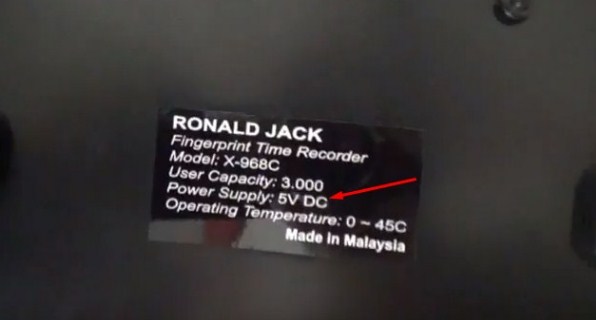 RONALD JACK
Fingerprint Time Recorder
Model: X-968C
User Capacity: 3.000
Power Supply: 5V DC
Operating Temperature: 0 ~ 45C
Made in Malaysia